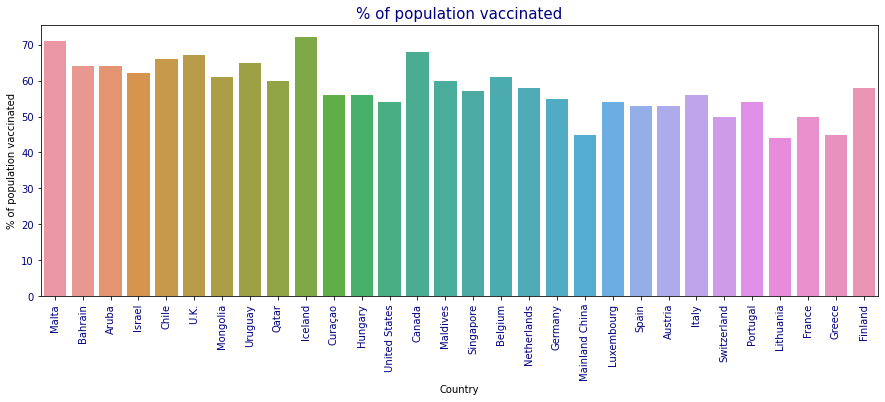 % of population vaccinated
% of population vaccinated
70
60
50
40
30
20
10
0
Malta
Bahrain
Aruba
Israel
Chile
U.K.
Mongolia
Uruguay
Qatar
Iceland
Curaçao
Hungary
United States
Canada
Maldives
Singapore
Belgium
Netherlands
Germany
Mainland China
Luxembourg
Spain
Austria
Italy
Switzerland
Portugal
Lithuania
France
Greece
Finland
Country